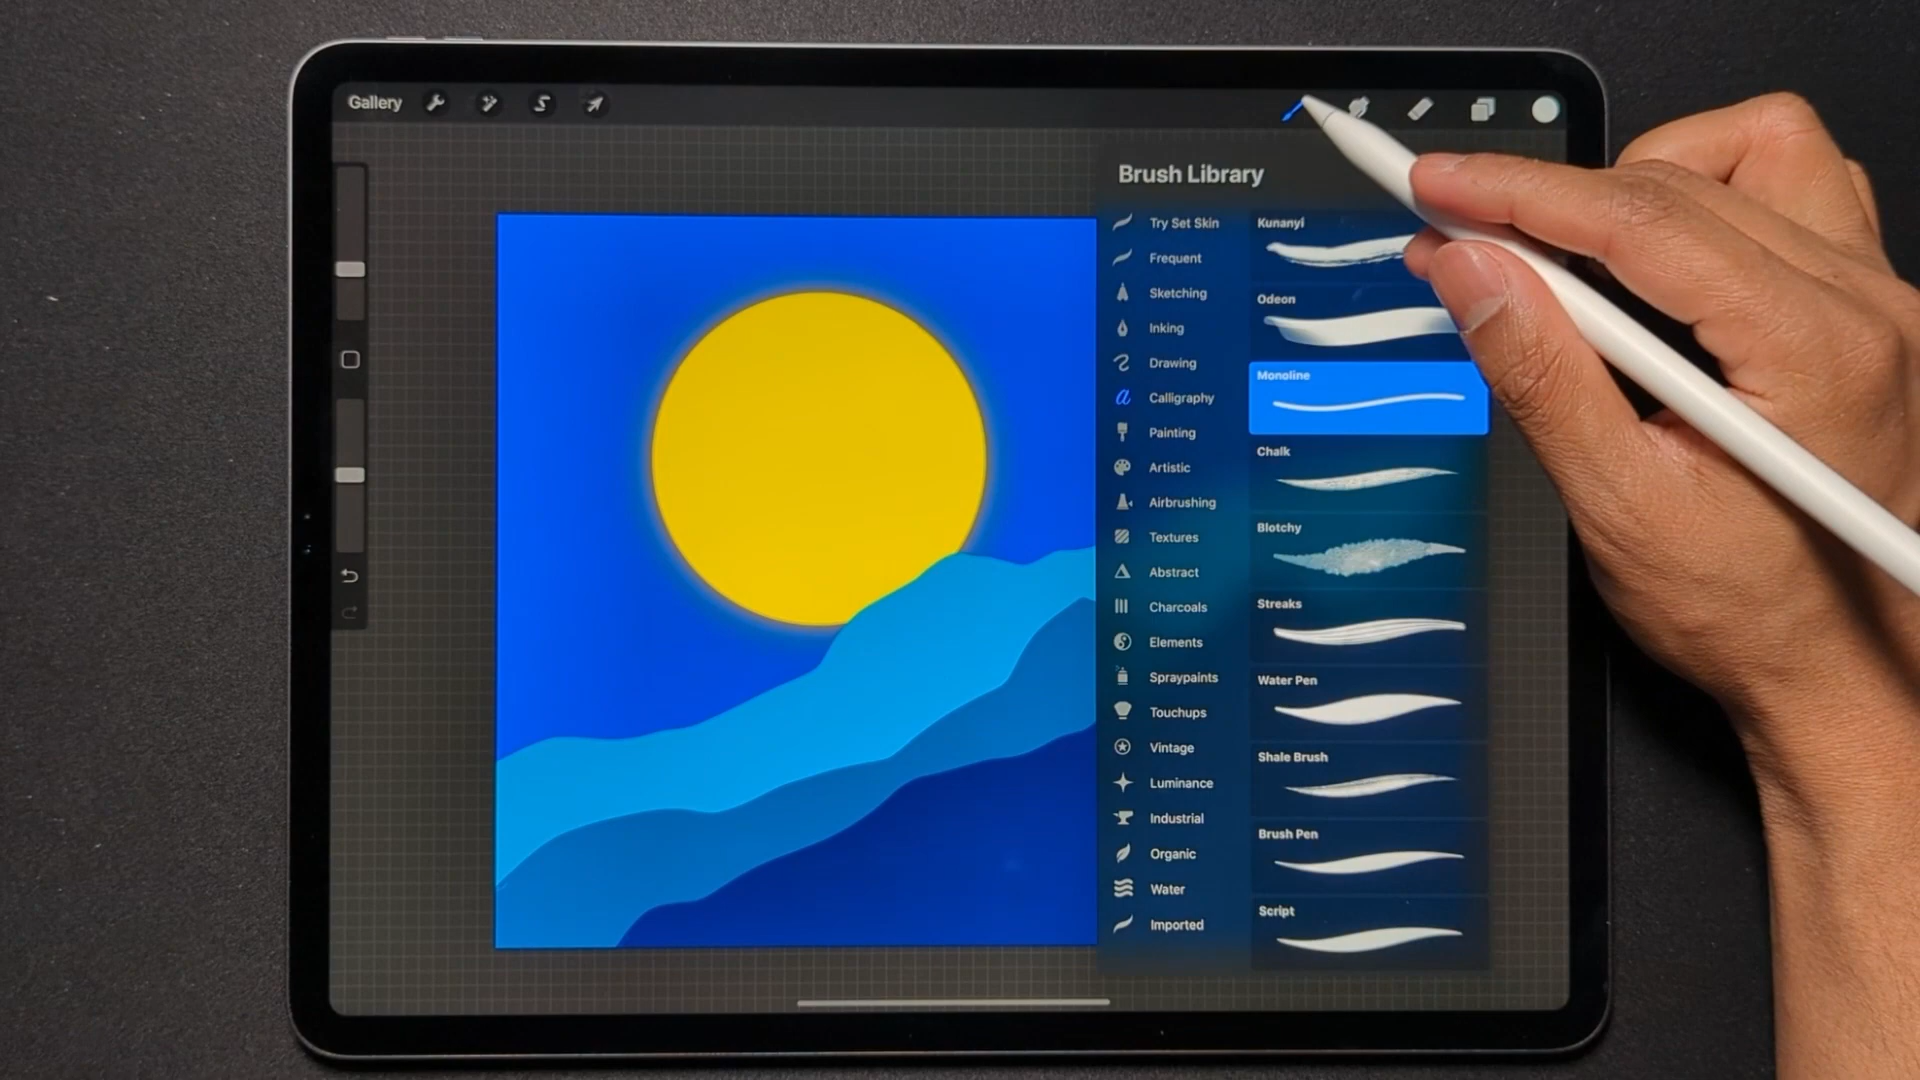 Gallery
Brush Library
Try Set Skin
Frequent
Sketching
Inking
Drawing
Calligraphy
Painting
Artistic
Airbrushing
Textures
Abstract
Charcoals
Elements
Spraypaints
Touchups
Vintage
Luminance
Industrial
Organic
Water
Imported
Kunanyi
Odeon
Monoline
Chalk
Blotchy
Streaks
Water Pen
Shale Brush
Brush Pen
Script